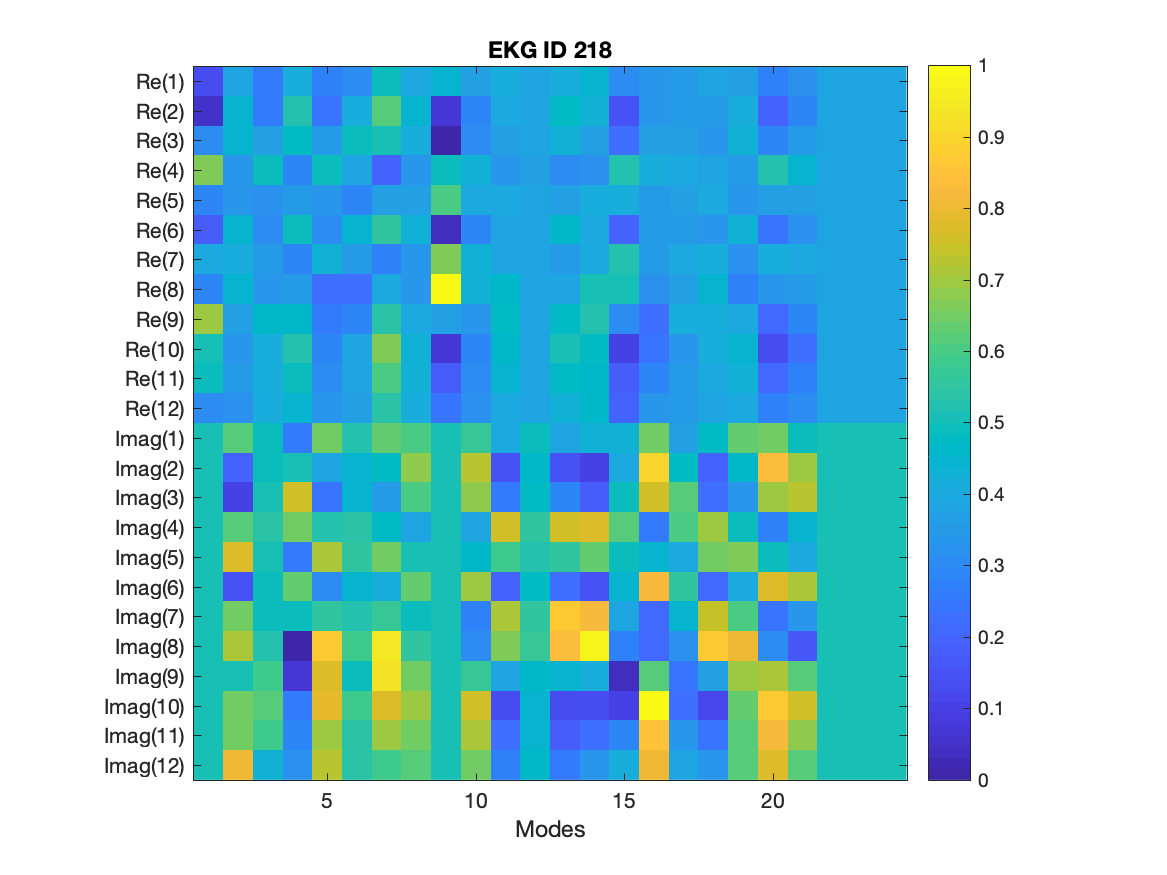 EKG ID 218
Re(1)
Re(2)
Re(3)
Re(4)
Re(5)
Re(6)
Re(7)
Re(8)
Re(9)
Re(10)
Re(11)
Re(12)
Imag(1)
Imag(2)
Imag(3)
Imag(4)
Imag(5)
Imag(6)
Imag(7)
Imag(8)
Imag(9)
Imag(10)
Imag(11)
Imag(12)
5 10 15 20
Modes
1
0.9
0.8
0.7
0.6
0.5
0.4
0.3
0.2
0.1
0